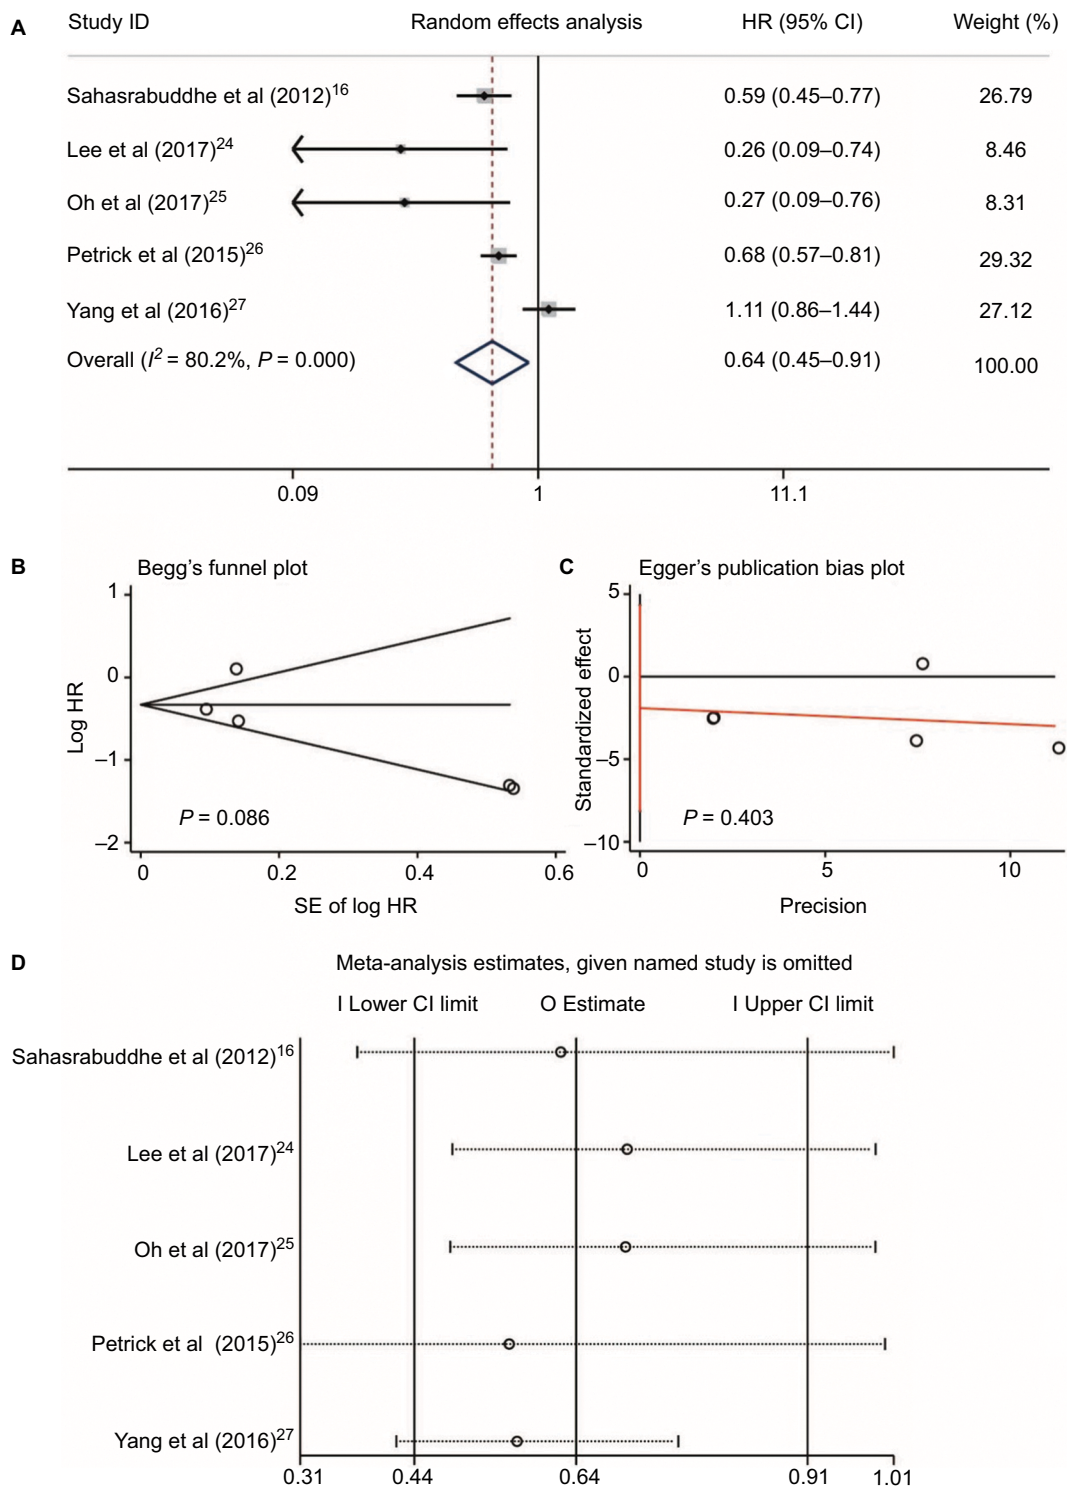 A Study ID Random effects analysis HR (95% CI) Weight (%)
Sahasrabuddhe et al (2012)16 0.59 (0.45–0.77) 26.79
Lee et al (2017)24 0.26 (0.09–0.74) 8.46
Oh et al (2017)25 0.27 (0.09–0.76) 8.31
Petrick et al (2015)26 0.68 (0.57–0.81) 29.32
Yang et al (2016)27 1.11 (0.86–1.44) 27.12
Overall (I2 = 80.2%, P = 0.000) 0.64 (0.45–0.91) 100.00
0.09 1 11.1
B Begg’s funnel plot
1
0
–1
–2
Log HR
P = 0.086
0 0.2 0.4 0.6
SE of log HR
C Egger’s publication bias plot
5
0
–5
–10
Standardized effect
P = 0.403
0 5 10
Precision
D Meta-analysis estimates, given named study is omitted
I Lower CI limit O Estimate I Upper CI limit
Sahasrabuddhe et al (2012)16
Lee et al (2017)24
Oh et al (2017)25
Petrick et al (2015)26
Yang et al (2016)27
0.31 0.44 0.64 0.91 1.01